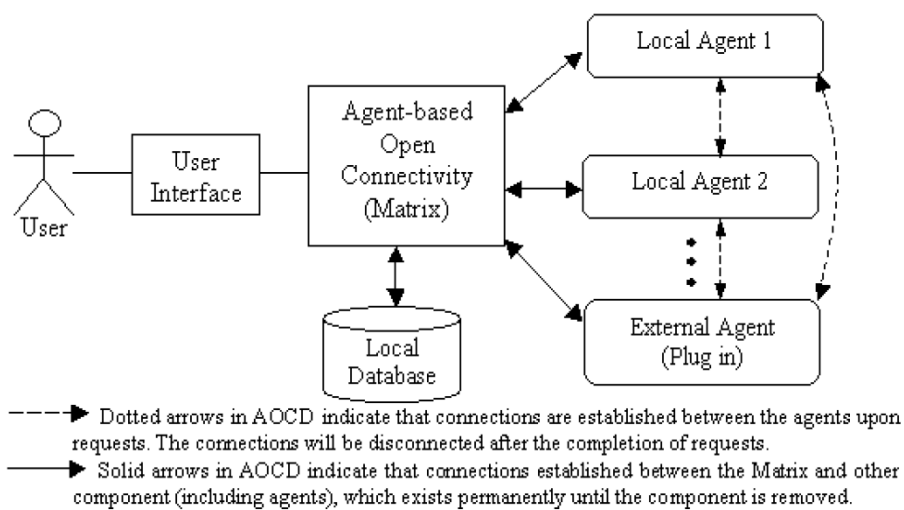 Local Agent 1
Agent-based
Open
Connectivity
(Matrix)
User
Interface
Local Agent 2
User
External Agent
(Plug in)
Local
Database
Dotted arrows in AOCD indicate that connections are established between the agents upon
requests. The connections will be disconnected after the completion of requests.
Solid arrows in AOCD indicate that connections established between the Matrix and other
component (including agents), which exists permanently until the component is removed.